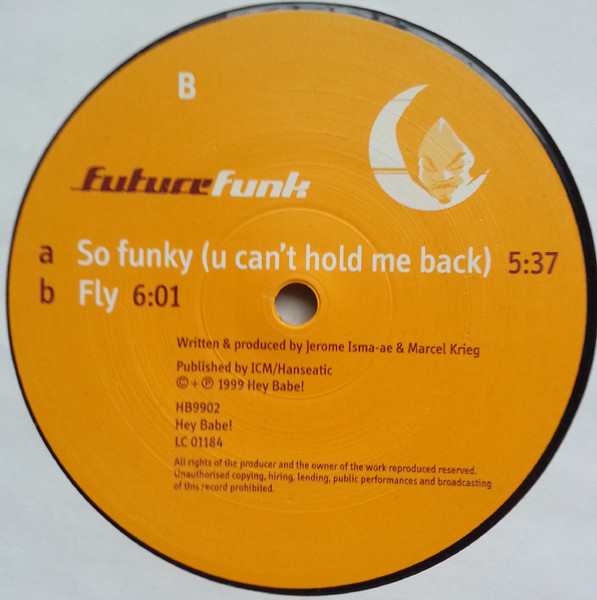 B
futurefunk
a So funky (u can't hold me back) 5:37
b Fly 6:01
Written & produced by Jerome Isma-ae & Marcel Krieg
Published by ICM/Hanseatic
© + ℗ 1999 Hey Babe!
HB9902
Hey Babe!
LC 01184
All rights of the producer and the owner of the work reproduced reserved.
Unauthorised copying, hiring, lending, public performances and broadcasting
of this record prohibited.